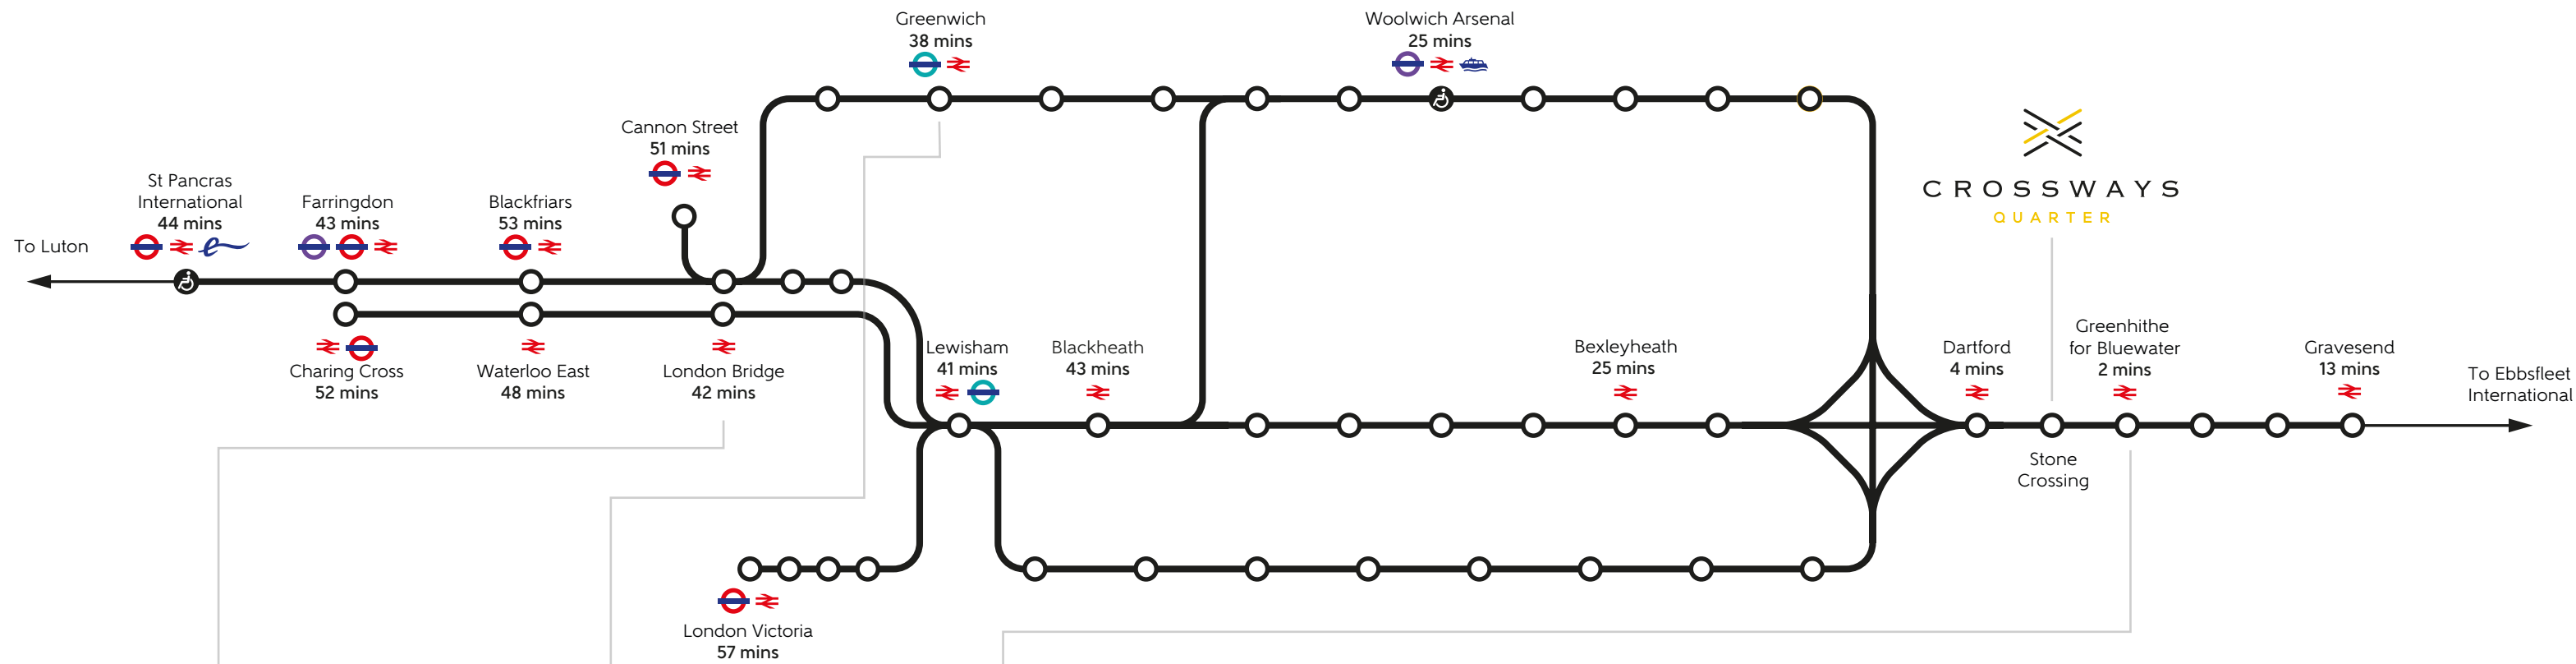 Greenwich
38 mins
Woolwich Arsenal
25 mins
Cannon Street
51 mins
CROSSWAYS
QUARTER
St Pancras
International
44 mins
Farringdon
43 mins
Blackfriars
53 mins
To Luton
Charing Cross
52 mins
Waterloo East
48 mins
London Bridge
42 mins
Lewisham
41 mins
Blackheath
43 mins
Bexleyheath
25 mins
Dartford
4 mins
Greenhithe
for Bluewater
2 mins
Gravesend
13 mins
To Ebbsfleet
International
Stone
Crossing
London Victoria
57 mins